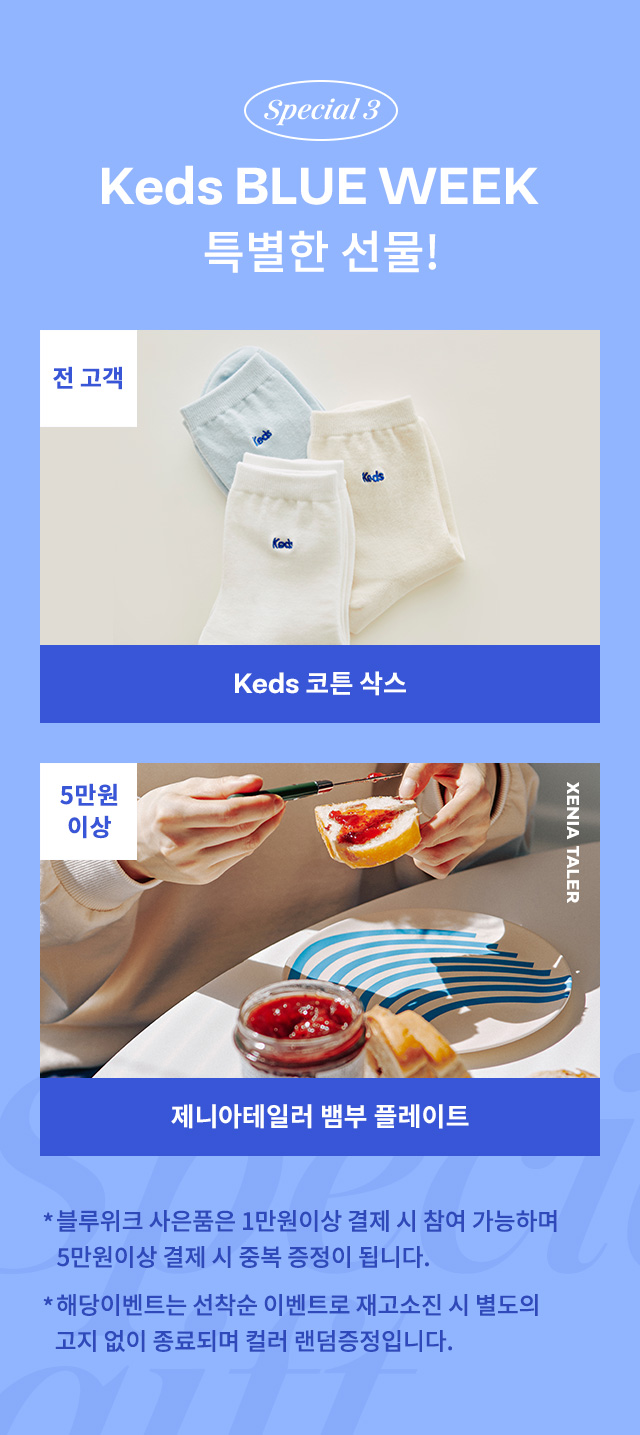 Special 3
Keds BLUE WEEK
특별한 선물!
전 고객
Keds
Keds
Keds
Keds 코튼 삭스
5만원
이상
XENIA TALER
제니아테일러 뱀부 플레이트
*블루위크 사은품은 1만원이상 결제 시 참여 가능하며
5만원이상 결제 시 중복 증정이 됩니다.
*해당이벤트는 선착순 이벤트로 재고소진 시 별도의
고지 없이 종료되며 컬러 랜덤증정입니다.
Speci
gift